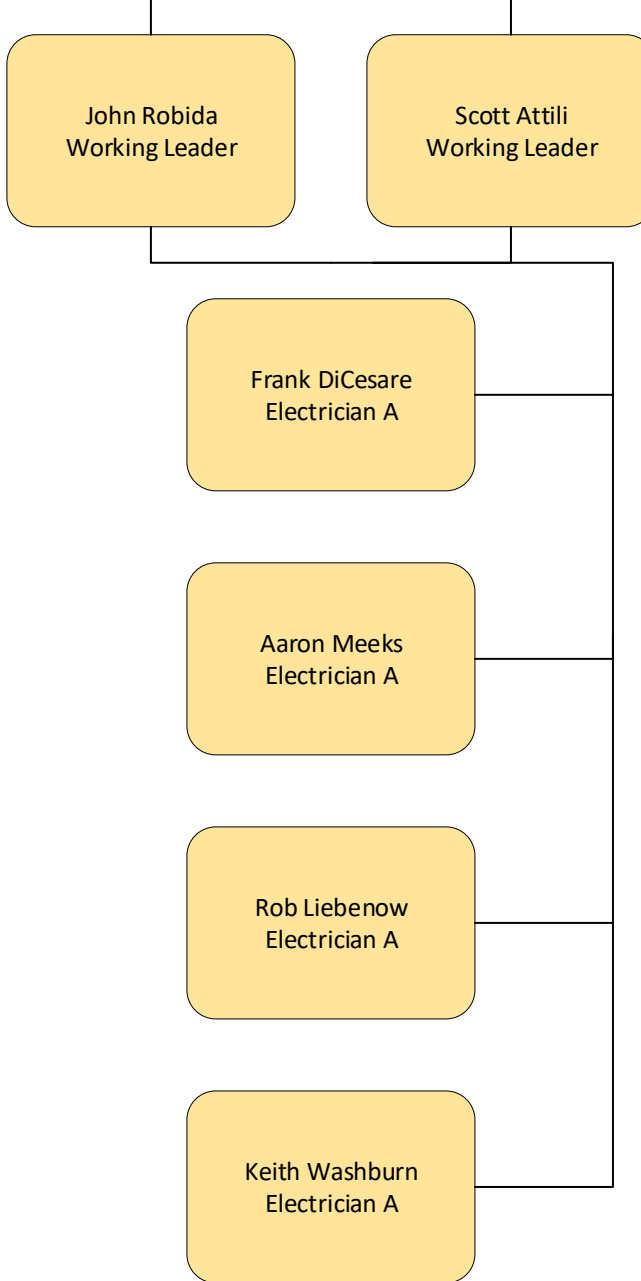 John Robida
Working Leader
Scott Attili
Working Leader
Frank DiCesare
Electrician A
Aaron Meeks
Electrician A
Rob Liebenow
Electrician A
Keith Washburn
Electrician A